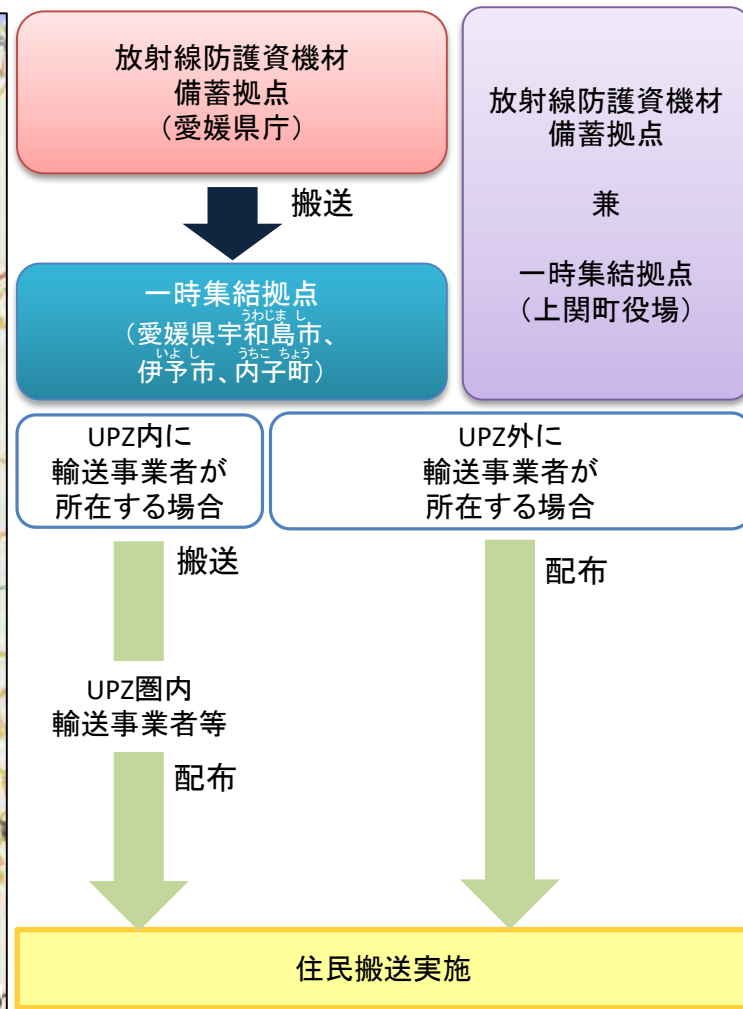 放射線防護資機材
備蓄拠点
（愛媛県庁）
搬送
一時集結拠点
うわじま し
（愛媛県宇和島市、
いよ し うちこ ちょう
伊予市、内子町）
放射線防護資機材
備蓄拠点
兼
一時集結拠点
（上関町役場）
UPZ内に
輸送事業者が
所在する場合
UPZ外に
輸送事業者が
所在する場合
搬送
UPZ圏内
輸送事業者等
配布
配布
住民搬送実施